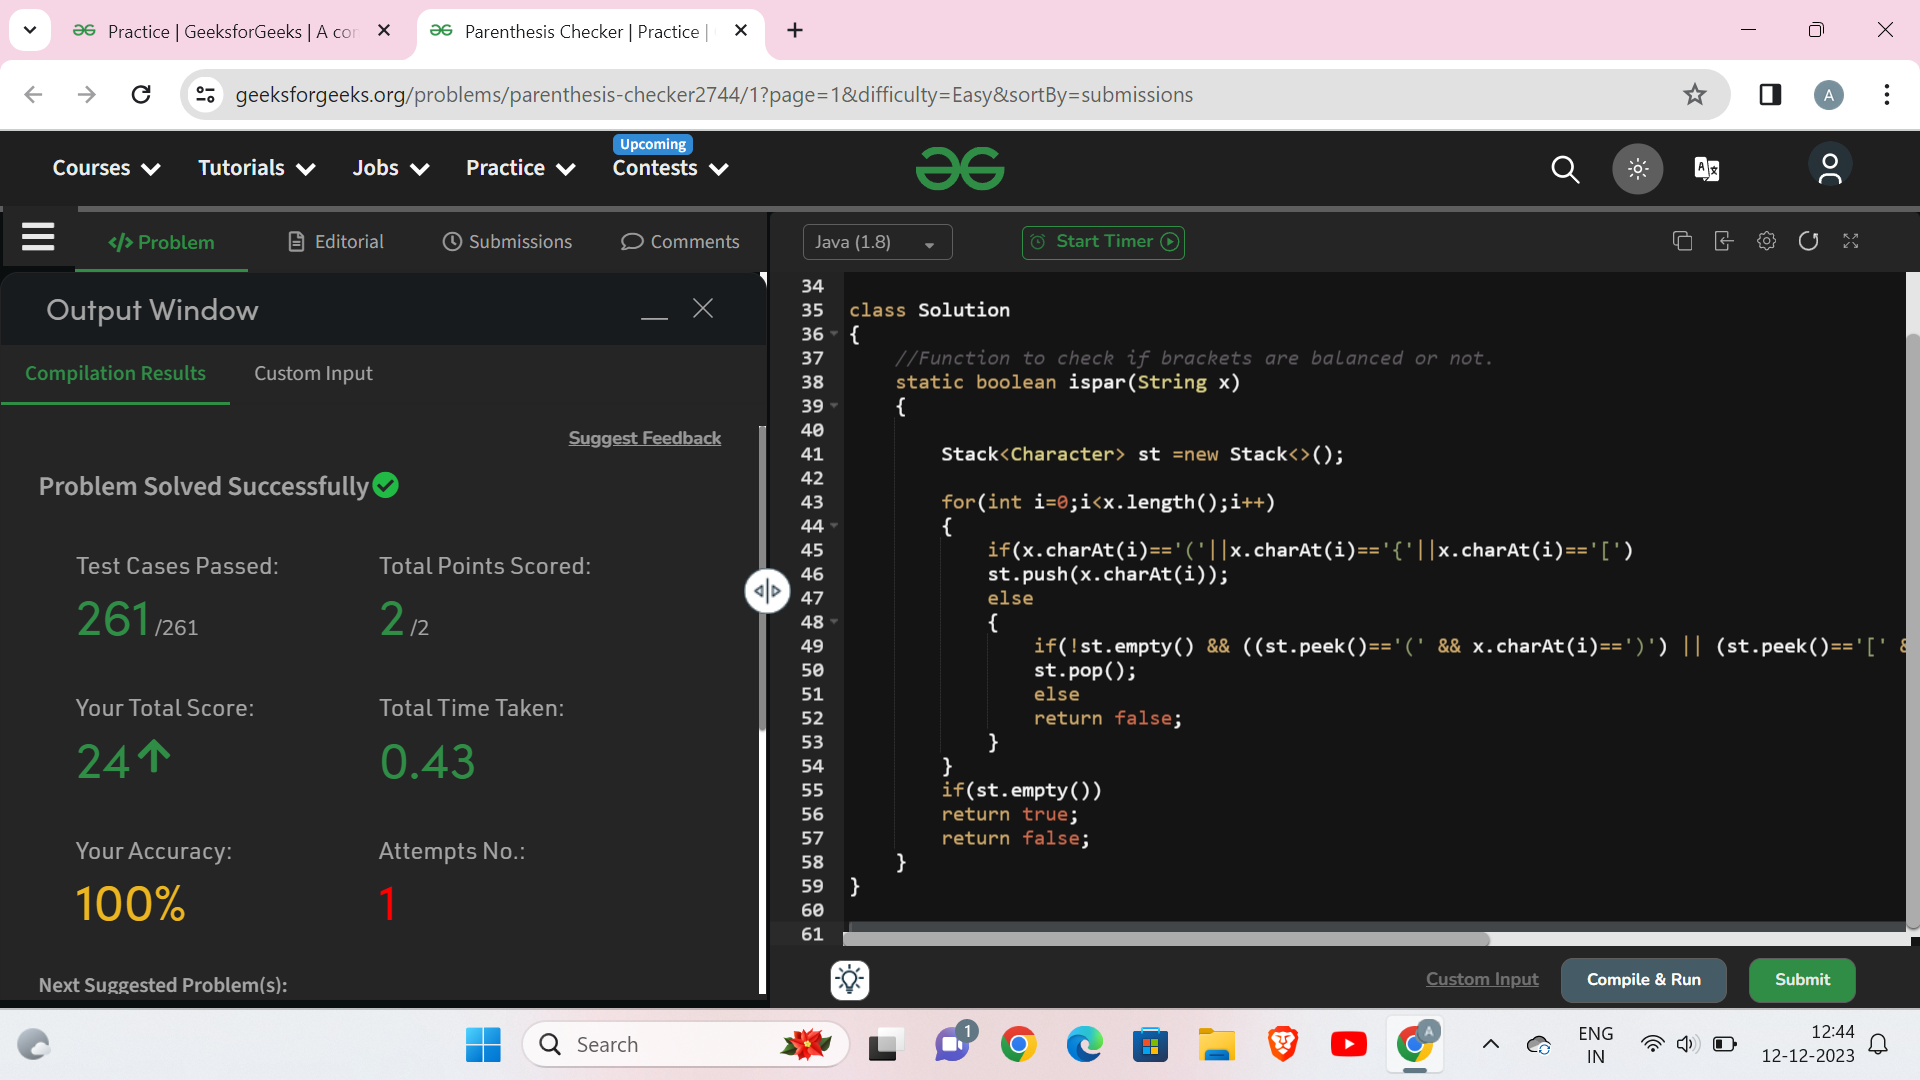 Practice | GeeksforGeeks | A cor
Parenthesis Checker | Practice |
geeksforgeeks.org/problems/parenthesis-checker2744/1?page=1&difficulty=Easy&sortBy=submissions
A
Courses
Tutorials
Jobs
Practice
Upcoming
Contests
</> Problem
Editorial
Submissions
Comments
Java (1.8)
Start Timer
Output Window
Compilation Results
Custom Input
Suggest Feedback
Problem Solved Successfully
Test Cases Passed:
261 /261
Total Points Scored:
2 /2
Your Total Score:
24
Total Time Taken:
0.43
Your Accuracy:
100%
Attempts No.:
1
Next Suggested Problem(s):
34
35 class Solution
36 {
37 //Function to check if brackets are balanced or not.
38 static boolean ispar(String x)
39 {
40
41 Stack<Character> st =new Stack<>();
42
43 for(int i=0;i<x.length();i++)
44 {
45 if(x.charAt(i)=='('||x.charAt(i)=='{'||x.charAt(i)=='[')
46 st.push(x.charAt(i));
47 else
48 {
49 if(!st.empty() && ((st.peek()=='(' && x.charAt(i)==')') || (st.peek()=='[' &
50 st.pop();
51 else
52 return false;
53 }
54 }
55 if(st.empty())
56 return true;
57 return false;
58 }
59 }
60
61
Custom Input
Compile & Run
Submit
Search
1
A
ENG
IN
12:44
12-12-2023